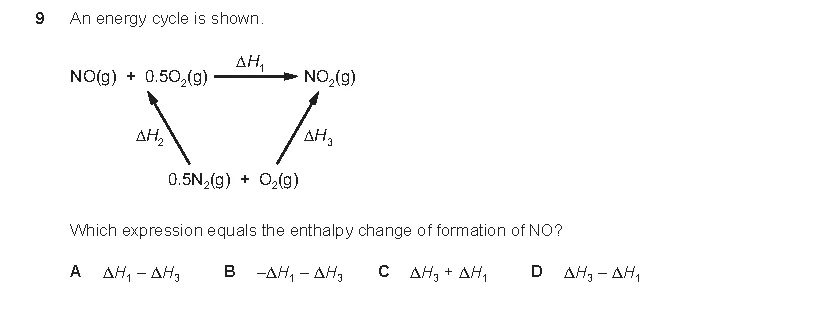 9 An energy cycle is shown.
ΔH₁
NO(g) + 0.5O₂(g) NO₂(g)
ΔH₂ ΔH₃
0.5N₂(g) + O₂(g)
Which expression equals the enthalpy change of formation of NO?
A ΔH₁ – ΔH₃ B –ΔH₁ – ΔH₃ C ΔH₃ + ΔH₁ D ΔH₃ – ΔH₁